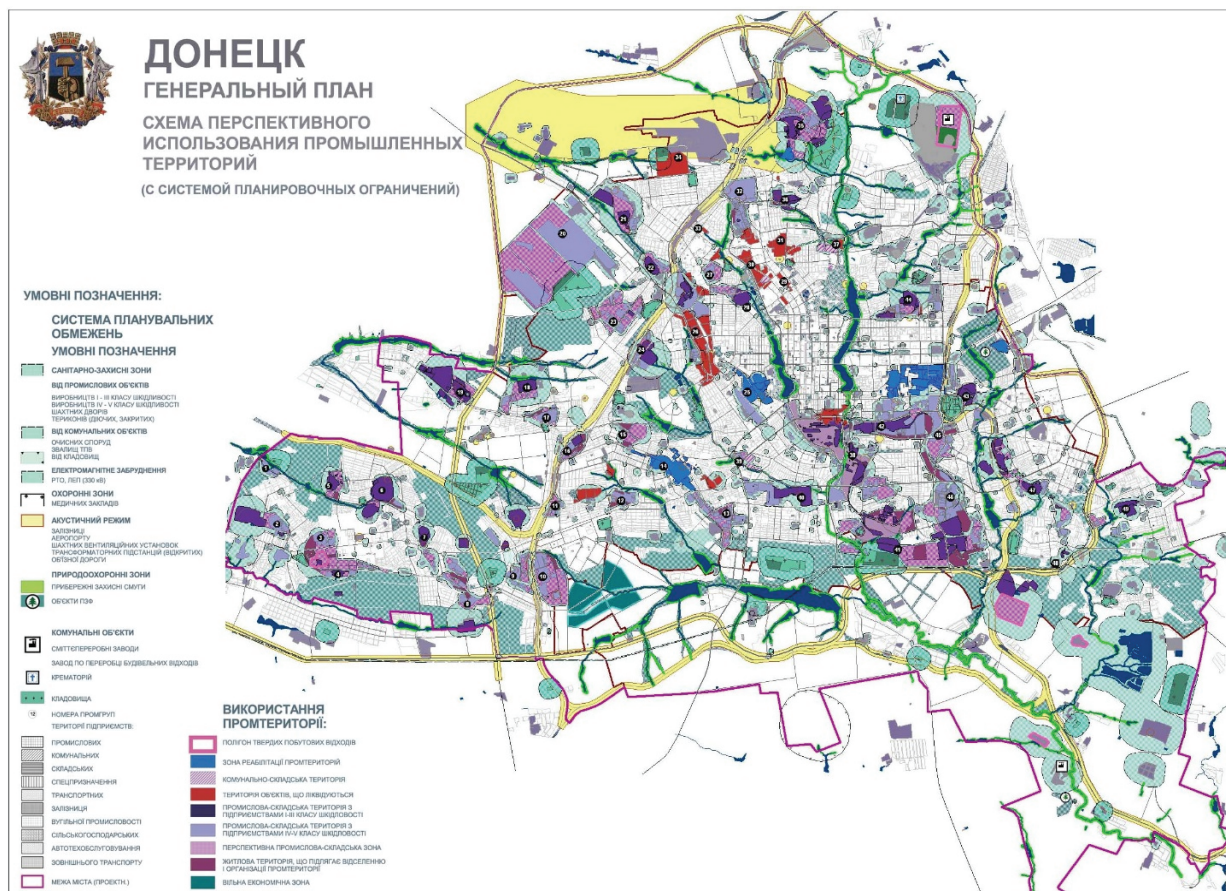 ДОНЕЦК
ГЕНЕРАЛЬНЫЙ ПЛАН
СХЕМА ПЕРСПЕКТИВНОГО
ИСПОЛЬЗОВАНИЯ ПРОМЫШЛЕННЫХ
ТЕРРИТОРИЙ
(С СИСТЕМОЙ ПЛАНИРОВОЧНЫХ ОГРАНИЧЕНИЙ)
УМОВНІ ПОЗНАЧЕННЯ:
СИСТЕМА ПЛАНУВАЛЬНИХ
ОБМЕЖЕНЬ
УМОВНІ ПОЗНАЧЕННЯ
САНІТАРНО-ЗАХИСНІ ЗОНИ
ВІД ПРОМИСЛОВИХ ОБ'ЄКТІВ
ВИРОБНИЦТВ I - III КЛАСУ ШКІДЛИВОСТІ
ВИРОБНИЦТВ IV - V КЛАСУ ШКІДЛИВОСТІ
ШАХТНИХ ДВОРІВ
ТЕРИКОНІВ (ДІЮЧИХ, ЗАКРИТИХ)
ВІД КОМУНАЛЬНИХ ОБ'ЄКТІВ
ОЧИСНИХ СПОРУД
ЗВАЛИЩ ТПВ
ВІД КЛАДОВИЩ
ЕЛЕКТРОМАГНІТНЕ ЗАБРУДНЕННЯ
РТО, ЛЕП (330 кВ)
ОХОРОННІ ЗОНИ
МЕДИЧНИХ ЗАКЛАДІВ
АКУСТИЧНИЙ РЕЖИМ
ЗАЛІЗНИЦІ
АЕРОПОРТУ
ШАХТНИХ ВЕНТИЛЯЦІЙНИХ УСТАНОВОК
ТРАНСФОРМАТОРНИХ ПІДСТАНЦІЙ (ВІДКРИТИХ)
ОБ'ЇЗНОЇ ДОРОГИ
ПРИРОДООХОРОННІ ЗОНИ
ПРИБЕРЕЖНІ ЗАХИСНІ СМУГИ
ОБ'ЄКТИ ПЗФ
КОМУНАЛЬНІ ОБ'ЄКТИ
СМІТТЄПЕРЕРОБНІ ЗАВОДИ
ЗАВОД ПО ПЕРЕРОБЦІ БУДІВЕЛЬНИХ ВІДХОДІВ
КРЕМАТОРІЙ
КЛАДОВИЩА
12 НОМЕРА ПРОМГРУП
ТЕРИТОРІЇ ПІДПРИЄМСТВ:
ПРОМИСЛОВИХ
КОМУНАЛЬНИХ
СКЛАДСЬКИХ
СПЕЦПРИЗНАЧЕННЯ
ТРАНСПОРТНИХ
ЗАЛІЗНИЦЯ
ВУГІЛЬНОЇ ПРОМИСЛОВОСТІ
СІЛЬСЬКОГОСПОДАРСЬКИХ
АВТОТЕХОБСЛУГОВУВАННЯ
ЗОВНІШНЬОГО ТРАНСПОРТУ
МЕЖА МІСТА (ПРОЕКТН.)
ВИКОРИСТАННЯ
ПРОМТЕРИТОРІЇ:
ПОЛІГОН ТВЕРДИХ ПОБУТОВИХ ВІДХОДІВ
ЗОНА РЕАБІЛІТАЦІЇ ПРОМТЕРИТОРІЙ
КОМУНАЛЬНО-СКЛАДСЬКА ТЕРИТОРІЯ
ТЕРИТОРІЯ ОБ'ЄКТІВ, ЩО ЛІКВІДУЮТЬСЯ
ПРОМИСЛОВА-СКЛАДСЬКА ТЕРИТОРІЯ З
ПІДПРИЄМСТВАМИ I-III КЛАСУ ШКІДЛИВОСТІ
ПРОМИСЛОВА-СКЛАДСЬКА ТЕРИТОРІЯ З
ПІДПРИЄМСТВАМИ IV-V КЛАСУ ШКІДЛОВОСТІ
ПЕРСПЕКТИВНА ПРОМИСЛОВО-СКЛАДСЬКА ЗОНА
ЖИТЛОВА ТЕРИТОРІЯ, ЩО ПІДЛЯГАЄ ВІДСЕЛЕННЮ
І ОРГАНІЗАЦІЇ ПРОМТЕРИТОРІЇ
ВІЛЬНА ЕКОНОМІЧНА ЗОНА